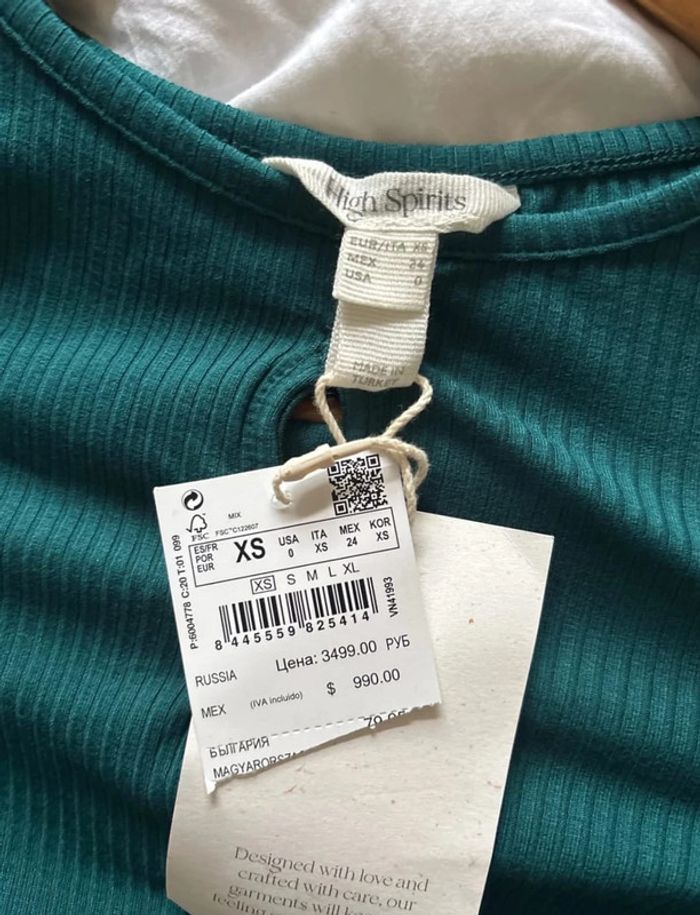 High Spirits
EUR/ITA XS
MEX 24
USA 0
MADE IN
TURKEY
MIX
FSC FSC™C122607
P:6004778 C:20 T:01 099
ES/FR
POR
EUR
XS
USA
0
ITA
XS
MEX
24
KOR
XS
XS S M L XL
VN41993
8 445559 825414
RUSSIA Цена: 3499.00 РУБ
MEX (IVA incluido) $ 990.00
БЪЛГАРИЯ
Designed with love and
crafted with care, our
garments will
feeling